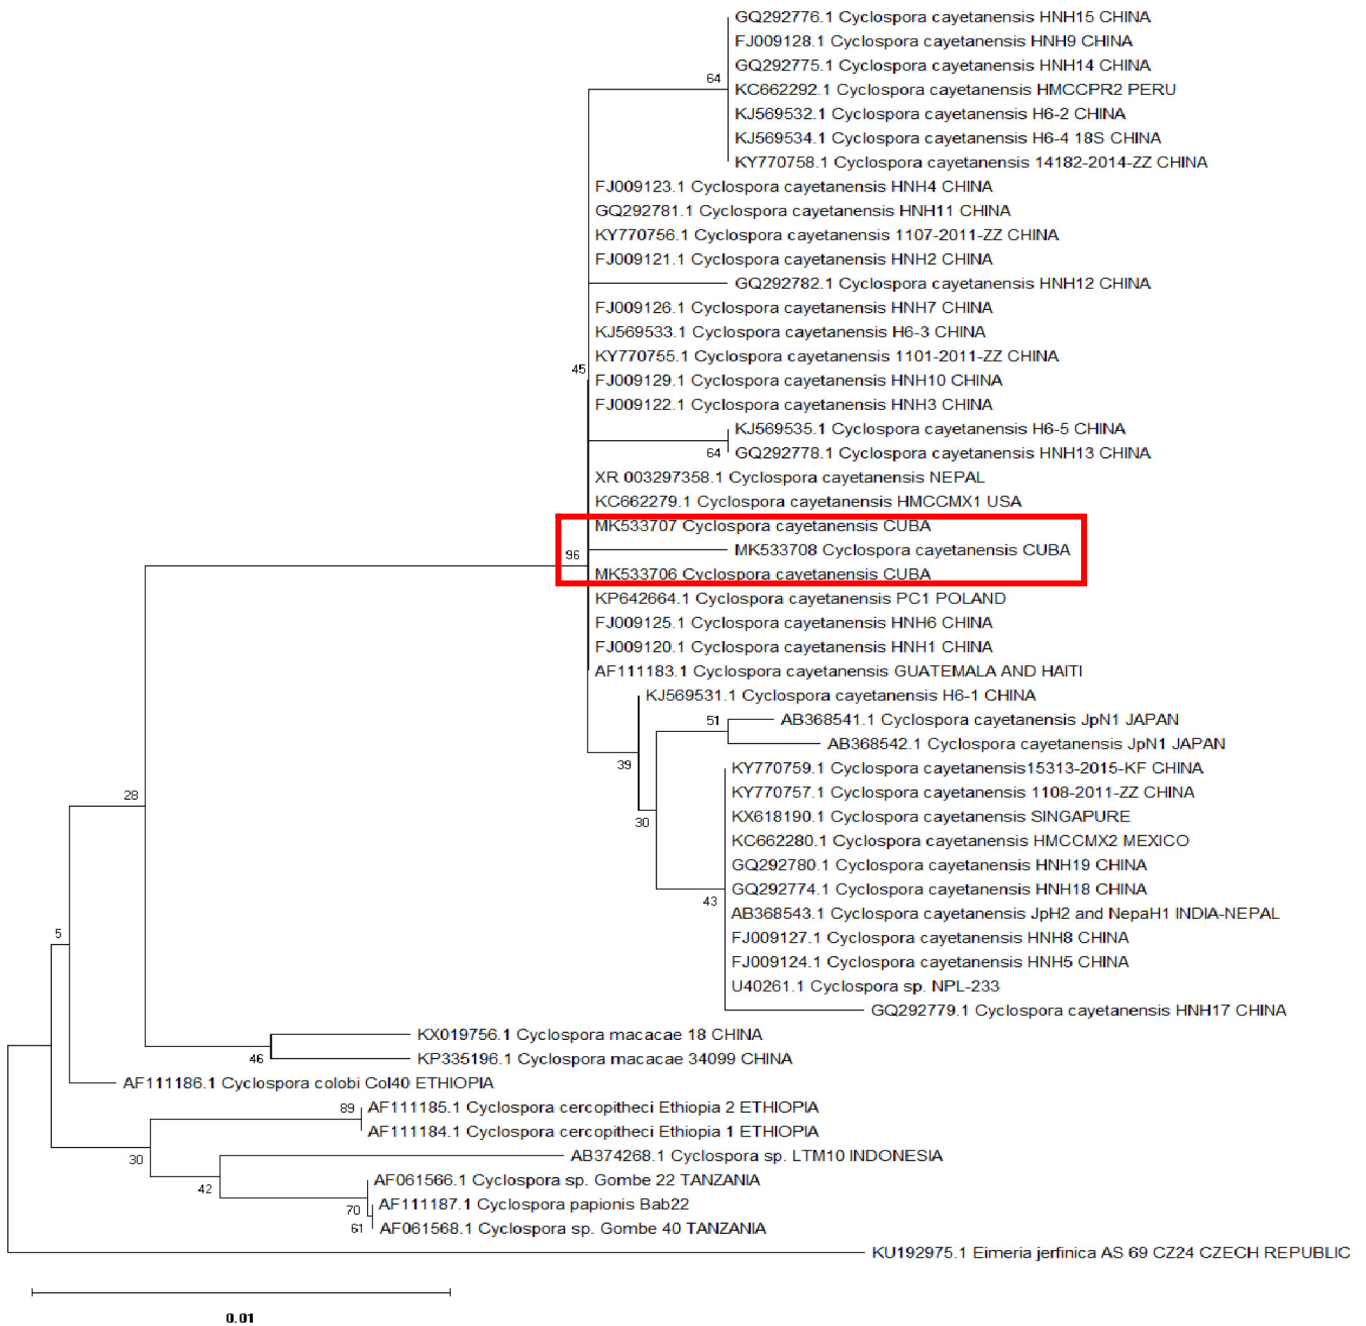 GQ292776.1 Cyclospora cayetanensis HNH15 CHINA
FJ009128.1 Cyclospora cayetanensis HNH9 CHINA
GQ292775.1 Cyclospora cayetanensis HNH14 CHINA
64
KC662292.1 Cyclospora cayetanensis HMCCPR2 PERU
KJ569532.1 Cyclospora cayetanensis H6-2 CHINA
KJ569534.1 Cyclospora cayetanensis H6-4 18S CHINA
KY770758.1 Cyclospora cayetanensis 14182-2014-ZZ CHINA
FJ009123.1 Cyclospora cayetanensis HNH4 CHINA
GQ292781.1 Cyclospora cayetanensis HNH11 CHINA
KY770756.1 Cyclospora cayetanensis 1107-2011-ZZ CHINA
FJ009121.1 Cyclospora cayetanensis HNH2 CHINA
GQ292782.1 Cyclospora cayetanensis HNH12 CHINA
FJ009126.1 Cyclospora cayetanensis HNH7 CHINA
KJ569533.1 Cyclospora cayetanensis H6-3 CHINA
KY770755.1 Cyclospora cayetanensis 1101-2011-ZZ CHINA
45
FJ009129.1 Cyclospora cayetanensis HNH10 CHINA
FJ009122.1 Cyclospora cayetanensis HNH3 CHINA
KJ569535.1 Cyclospora cayetanensis H6-5 CHINA
64
GQ292778.1 Cyclospora cayetanensis HNH13 CHINA
XR 003297358.1 Cyclospora cayetanensis NEPAL
KC662279.1 Cyclospora cayetanensis HMCCMX1 USA
MK533707 Cyclospora cayetanensis CUBA
96
MK533708 Cyclospora cayetanensis CUBA
MK533706 Cyclospora cayetanensis CUBA
KP642664.1 Cyclospora cayetanensis PC1 POLAND
FJ009125.1 Cyclospora cayetanensis HNH6 CHINA
FJ009120.1 Cyclospora cayetanensis HNH1 CHINA
AF111183.1 Cyclospora cayetanensis GUATEMALA AND HAITI
KJ569531.1 Cyclospora cayetanensis H6-1 CHINA
51
AB368541.1 Cyclospora cayetanensis JpN1 JAPAN
AB368542.1 Cyclospora cayetanensis JpN1 JAPAN
39
KY770759.1 Cyclospora cayetanensis15313-2015-KF CHINA
28
KY770757.1 Cyclospora cayetanensis 1108-2011-ZZ CHINA
30
KX618190.1 Cyclospora cayetanensis SINGAPURE
KC662280.1 Cyclospora cayetanensis HMCCMX2 MEXICO
GQ292780.1 Cyclospora cayetanensis HNH19 CHINA
GQ292774.1 Cyclospora cayetanensis HNH18 CHINA
43
AB368543.1 Cyclospora cayetanensis JpH2 and NepaH1 INDIA-NEPAL
5
FJ009127.1 Cyclospora cayetanensis HNH8 CHINA
FJ009124.1 Cyclospora cayetanensis HNH5 CHINA
U40261.1 Cyclospora sp. NPL-233
GQ292779.1 Cyclospora cayetanensis HNH17 CHINA
KX019756.1 Cyclospora macacae 18 CHINA
46
KP335196.1 Cyclospora macacae 34099 CHINA
AF111186.1 Cyclospora colobi Col40 ETHIOPIA
89
AF111185.1 Cyclospora cercopitheci Ethiopia 2 ETHIOPIA
AF111184.1 Cyclospora cercopitheci Ethiopia 1 ETHIOPIA
30
AB374268.1 Cyclospora sp. LTM10 INDONESIA
AF061566.1 Cyclospora sp. Gombe 22 TANZANIA
42
AF111187.1 Cyclospora papionis Bab22
70
AF061568.1 Cyclospora sp. Gombe 40 TANZANIA
61
KU192975.1 Eimeria jerfinica AS 69 CZ24 CZECH REPUBLIC
0.01